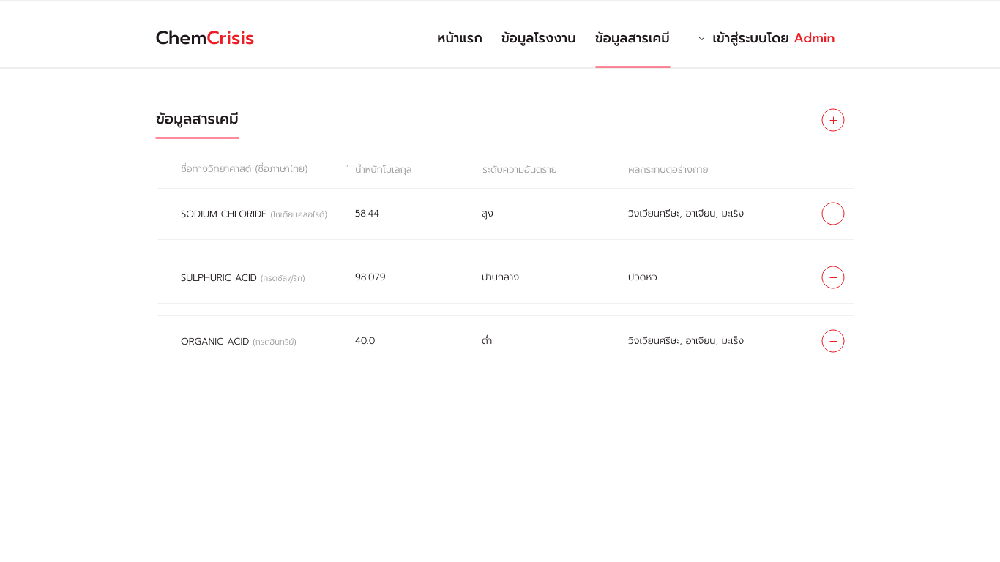 ChemCrisis
หน้าแรก ข้อมูลโรงงาน ข้อมูลสารเคมี เข้าสู่ระบบโดย Admin
ข้อมูลสารเคมี
ชื่อทางวิทยาศาสต์ (ชื่อภาษาไทย) น้ำหนักโมเลกุล ระดับความอันตราย ผลกระทบต่อร่างกาย
SODIUM CHLORIDE (โซเดียมคลอไรด์) 58.44 สูง วิงเวียนศรีษะ, อาเจียน, มะเร็ง
SULPHURIC ACID (กรดซัลฟูริก) 98.079 ปานกลาง ปวดหัว
ORGANIC ACID (กรดอินทรีย์) 40.0 ต่ำ วิงเวียนศรีษะ, อาเจียน, มะเร็ง